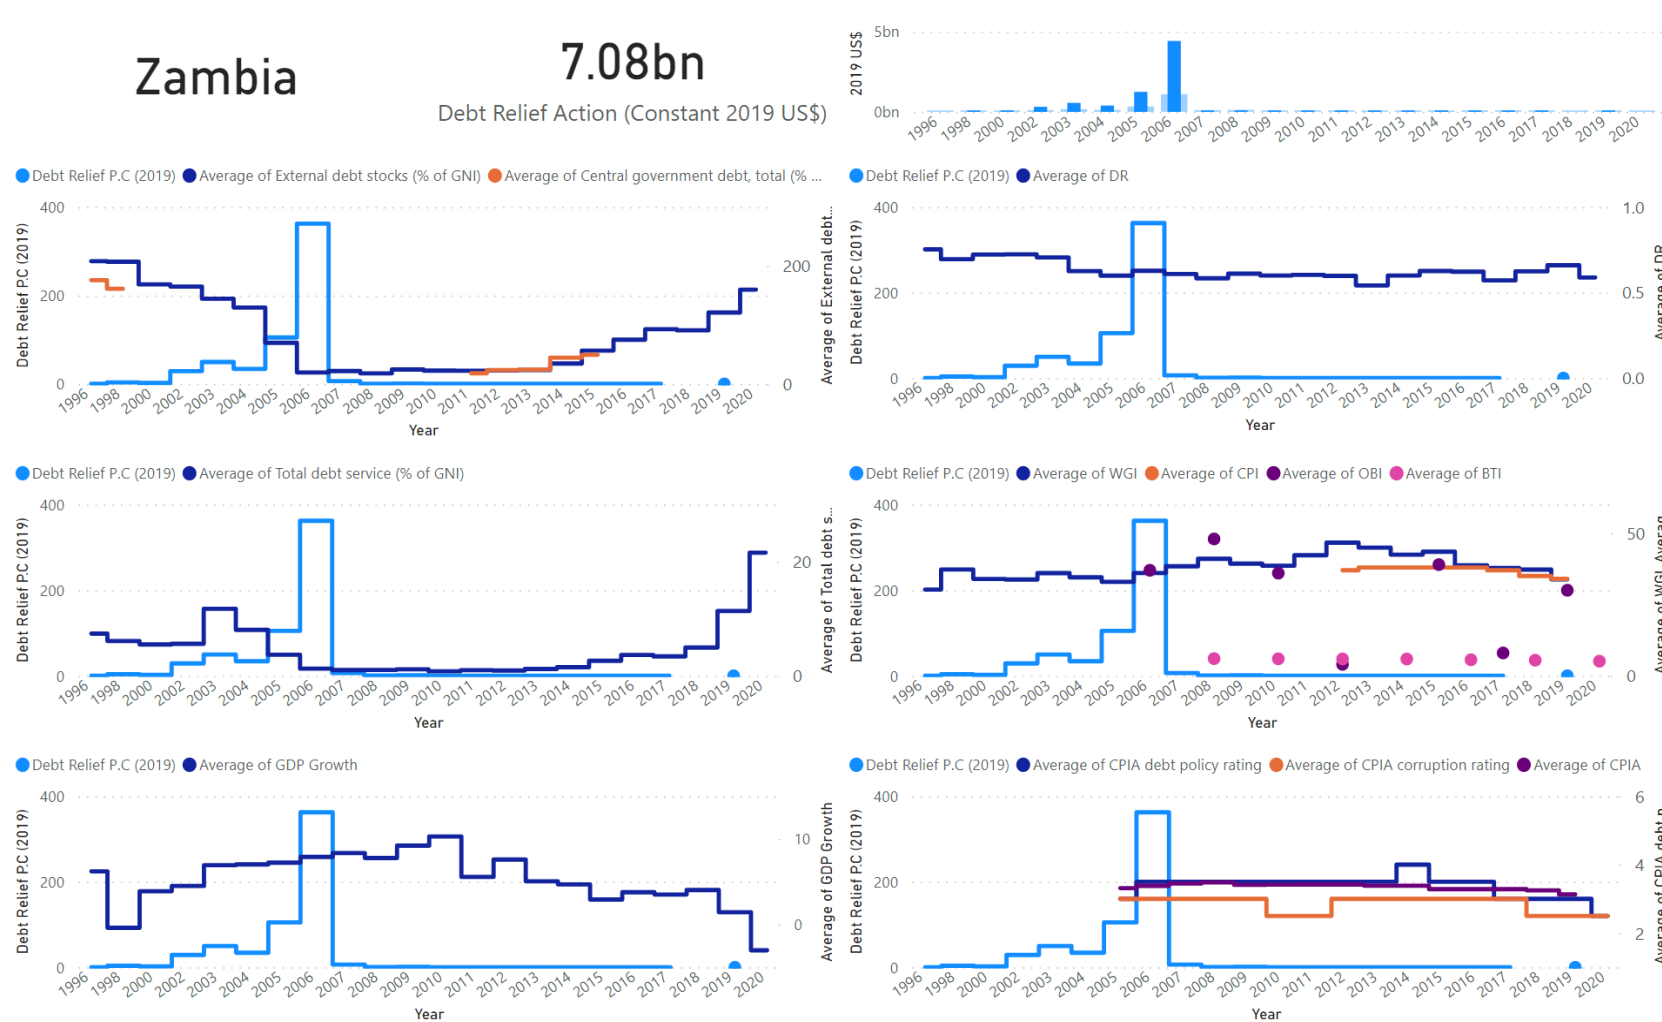 Zambia
7.08bn
Debt Relief Action (Constant 2019 US$)
2019 US$
5bn
0bn
1996 1998 2000 2002 2003 2004 2005 2006 2007 2008 2009 2010 2011 2012 2013 2014 2015 2016 2017 2018 2019 2020
Debt Relief P.C (2019) Average of External debt stocks (% of GNI) Average of Central government debt, total (% ...
Debt Relief P.C (2019)
400
200
0
200
0
Average of External debt...
1996 1998 2000 2002 2003 2004 2005 2006 2007 2008 2009 2010 2011 2012 2013 2014 2015 2016 2017 2018 2019 2020
Year
Debt Relief P.C (2019) Average of DR
Debt Relief P.C (2019)
400
200
0
1.0
0.5
0.0
Average of DR
1996 1998 2000 2002 2003 2004 2005 2006 2007 2008 2009 2010 2011 2012 2013 2014 2015 2016 2017 2018 2019 2020
Year
Debt Relief P.C (2019) Average of Total debt service (% of GNI)
Debt Relief P.C (2019)
400
200
0
20
0
Average of Total debt s...
1996 1998 2000 2002 2003 2004 2005 2006 2007 2008 2009 2010 2011 2012 2013 2014 2015 2016 2017 2018 2019 2020
Year
Debt Relief P.C (2019) Average of WGI Average of CPI Average of OBI Average of BTI
Debt Relief P.C (2019)
400
200
0
50
0
Average of WGI, Averag
1996 1998 2000 2002 2003 2004 2005 2006 2007 2008 2009 2010 2011 2012 2013 2014 2015 2016 2017 2018 2019 2020
Year
Debt Relief P.C (2019) Average of GDP Growth
Debt Relief P.C (2019)
400
200
0
10
0
Average of GDP Growth
1996 1998 2000 2002 2003 2004 2005 2006 2007 2008 2009 2010 2011 2012 2013 2014 2015 2016 2017 2018 2019 2020
Year
Debt Relief P.C (2019) Average of CPIA debt policy rating Average of CPIA corruption rating Average of CPIA
Debt Relief P.C (2019)
400
200
0
6
4
2
Average of CPIA debt p
1996 1998 2000 2002 2003 2004 2005 2006 2007 2008 2009 2010 2011 2012 2013 2014 2015 2016 2017 2018 2019 2020
Year